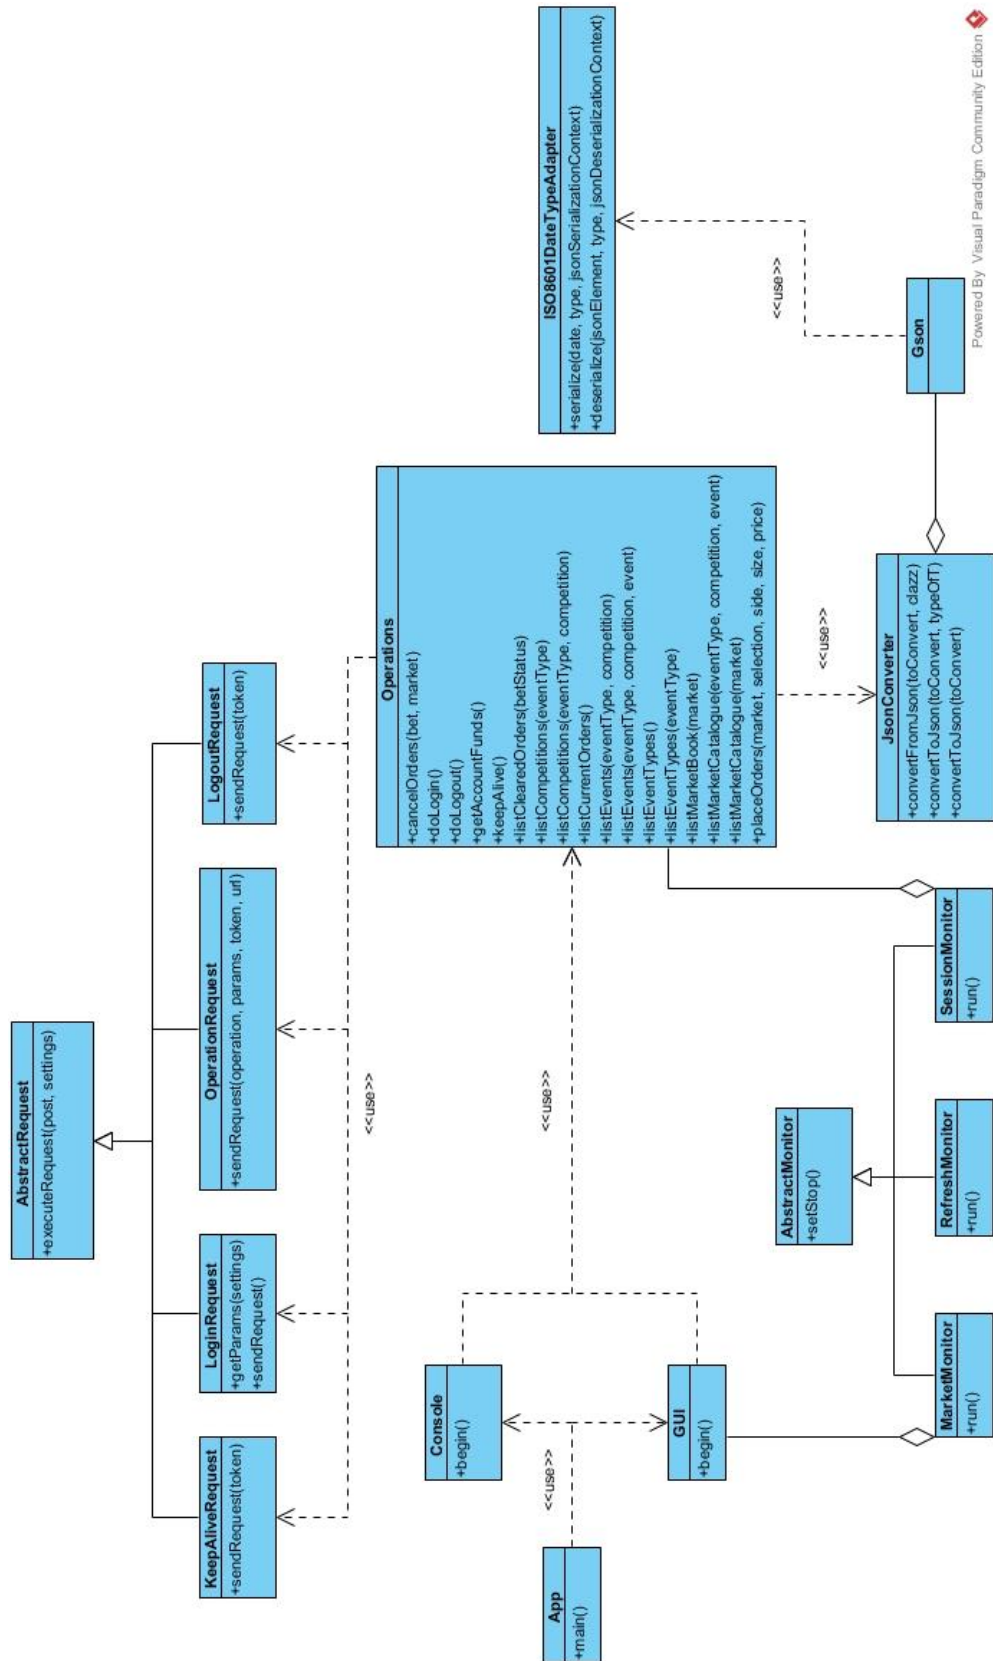 AbstractRequest
+executeRequest(post, settings)
KeepAliveRequest
+sendRequest(token)
LoginRequest
+getParams(settings)
+sendRequest()
OperationRequest
+sendRequest(operation, params, token, url)
LogoutRequest
+sendRequest(token)
<<use>>
App
+main()
<<use>>
Console
+begin()
GUI
+begin()
<<use>>
Operations
+cancelOrders(bet, market)
+doLogin()
+doLogout()
+getAccountFunds()
+keepAlive()
+listClearedOrders(betStatus)
+listCompetitions(eventType)
+listCompetitions(eventType, competition)
+listCurrentOrders()
+listEvents(eventType, competition)
+listEvents(eventType, competition, event)
+listEventTypes()
+listEventTypes(eventType)
+listMarketBook(market)
+listMarketCatalogue(eventType, competition, event)
+listMarketCatalogue(market)
+placeOrders(market, selection, side, size, price)
ISO8601DateTypeAdapter
+serialize(date, type, jsonSerializationContext)
+deserialize(jsonElement, type, jsonDeserializationContext)
<<use>>
<<use>>
AbstractMonitor
+setStop()
MarketMonitor
+run()
RefreshMonitor
+run()
SessionMonitor
+run()
JsonConverter
+convertFromJson(toConvert, clazz)
+convertToJson(toConvert, typeOfT)
+convertToJson(toConvert)
Gson
Powered By Visual Paradigm Community Edition